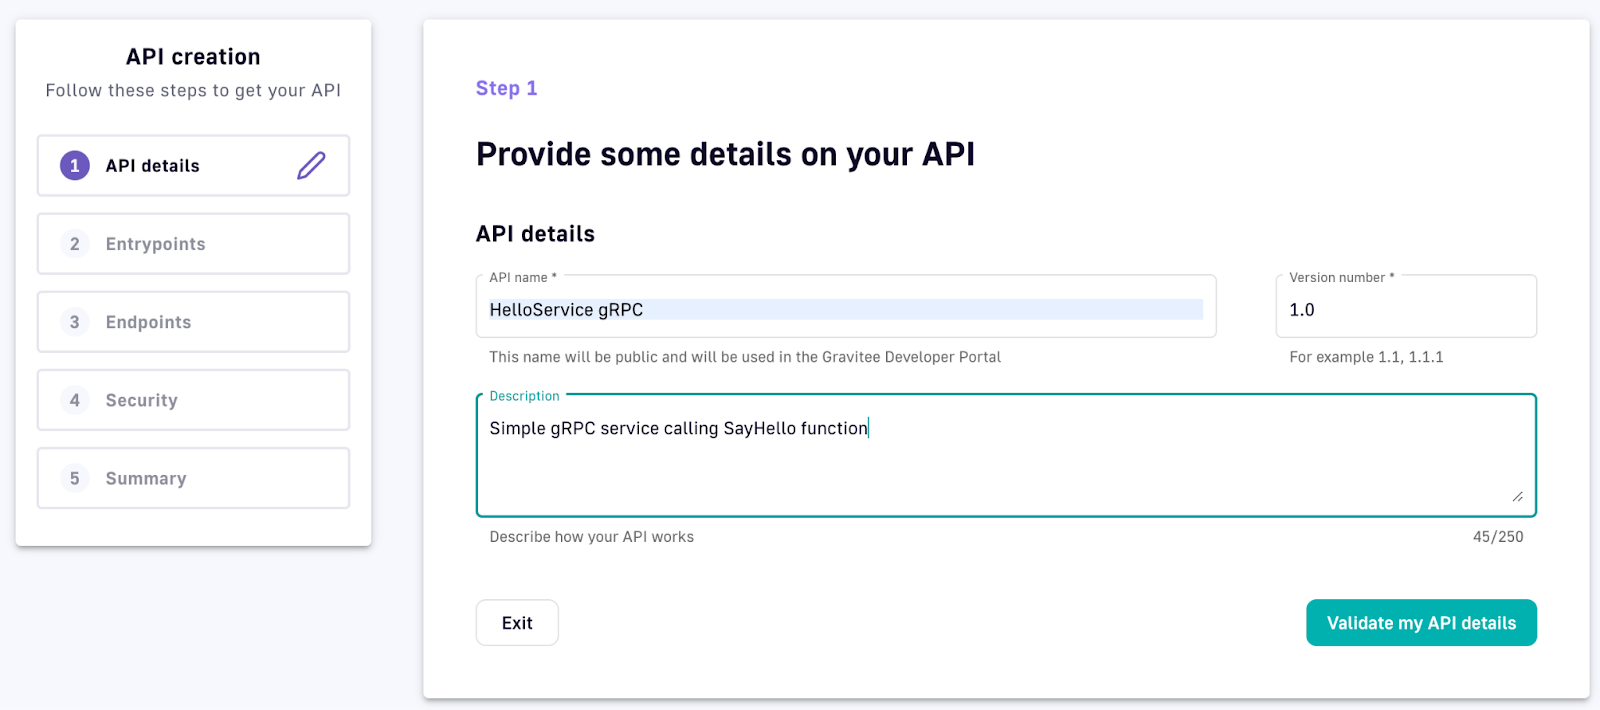 API creation
Follow these steps to get your API
1 API details
2 Entrypoints
3 Endpoints
4 Security
5 Summary
Step 1
Provide some details on your API
API details
API name *
HelloService gRPC
This name will be public and will be used in the Gravitee Developer Portal
Version number *
1.0
For example 1.1, 1.1.1
Description
Simple gRPC service calling SayHello function
Describe how your API works
45/250
Exit
Validate my API details